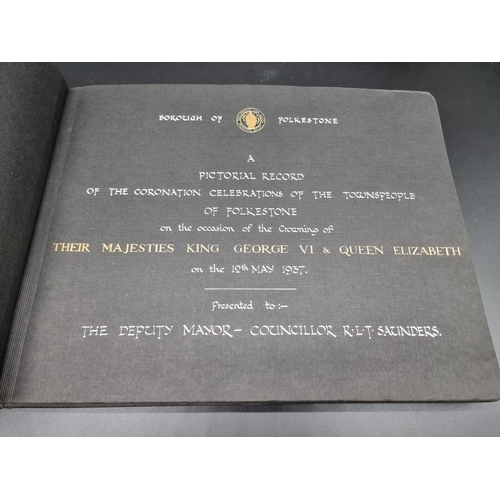 BOROUGH OF FOLKESTONE
A
PICTORIAL RECORD
OF THE CORONATION CELEBRATIONS OF THE TOWNSPEOPLE
OF FOLKESTONE
on the occasion of the Crowning of
THEIR MAJESTIES KING GEORGE VI & QUEEN ELIZABETH
on the 12th MAY 1937.
Presented to:-
THE DEPUTY MAYOR - COUNCILLOR R.L.T. SAUNDERS.